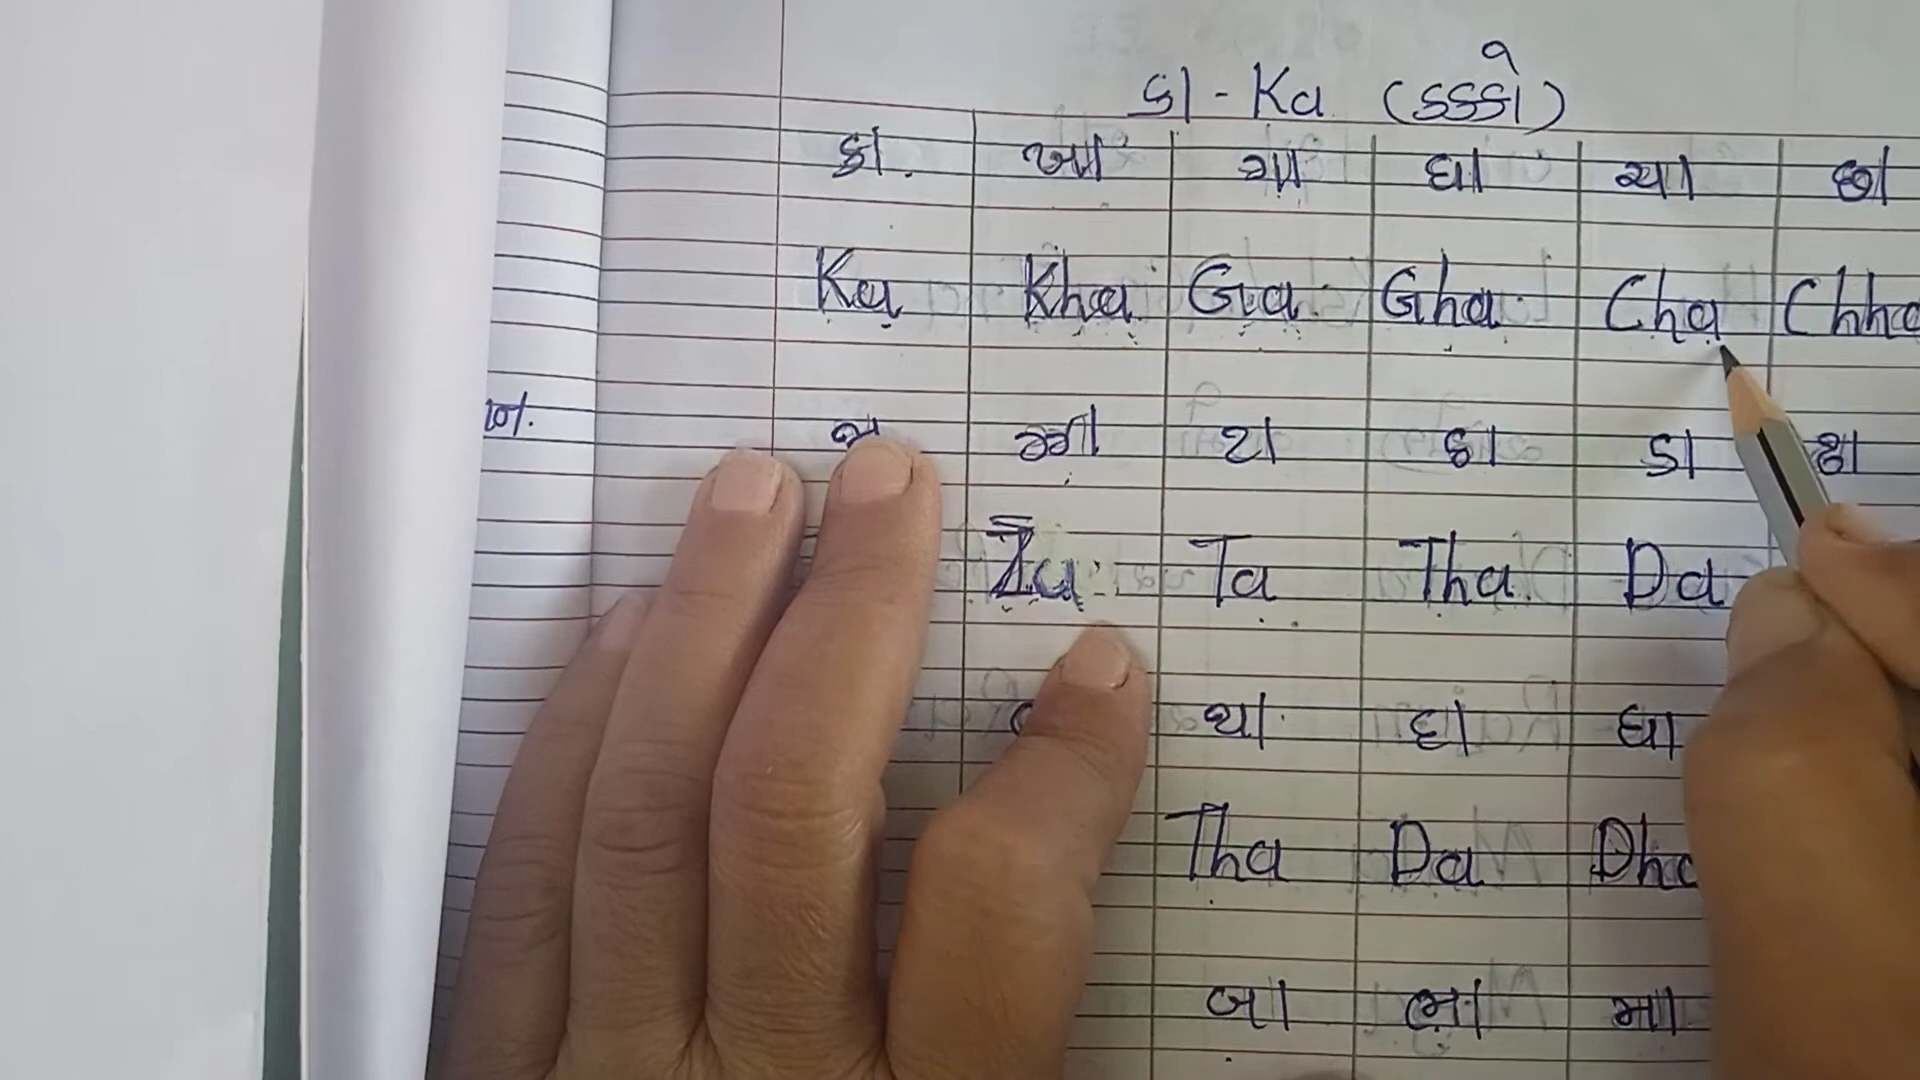 કા - Ka (કક્કો)
કા ખા ગા ઘા ચા છા
Ka Kha Ga Gha Cha Chha
ઝા ટા ઠા ડા ઢા
Za Ta Tha Da
થા દા ધા
Tha Da Dha
બા ભા મા